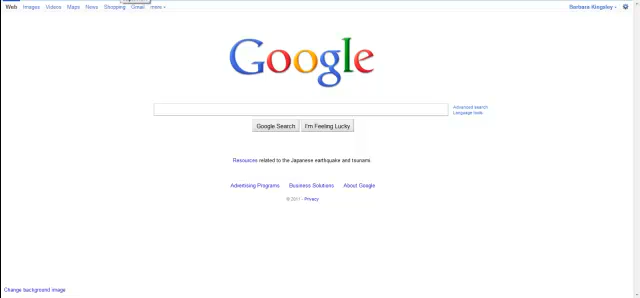 Web Images Videos Maps News Shopping Gmail more
Barbara Kingsley
Google
Advanced search
Language tools
Google Search I'm Feeling Lucky
Resources related to the Japanese earthquake and tsunami.
Advertising Programs Business Solutions About Google
© 2011 - Privacy
Change background image